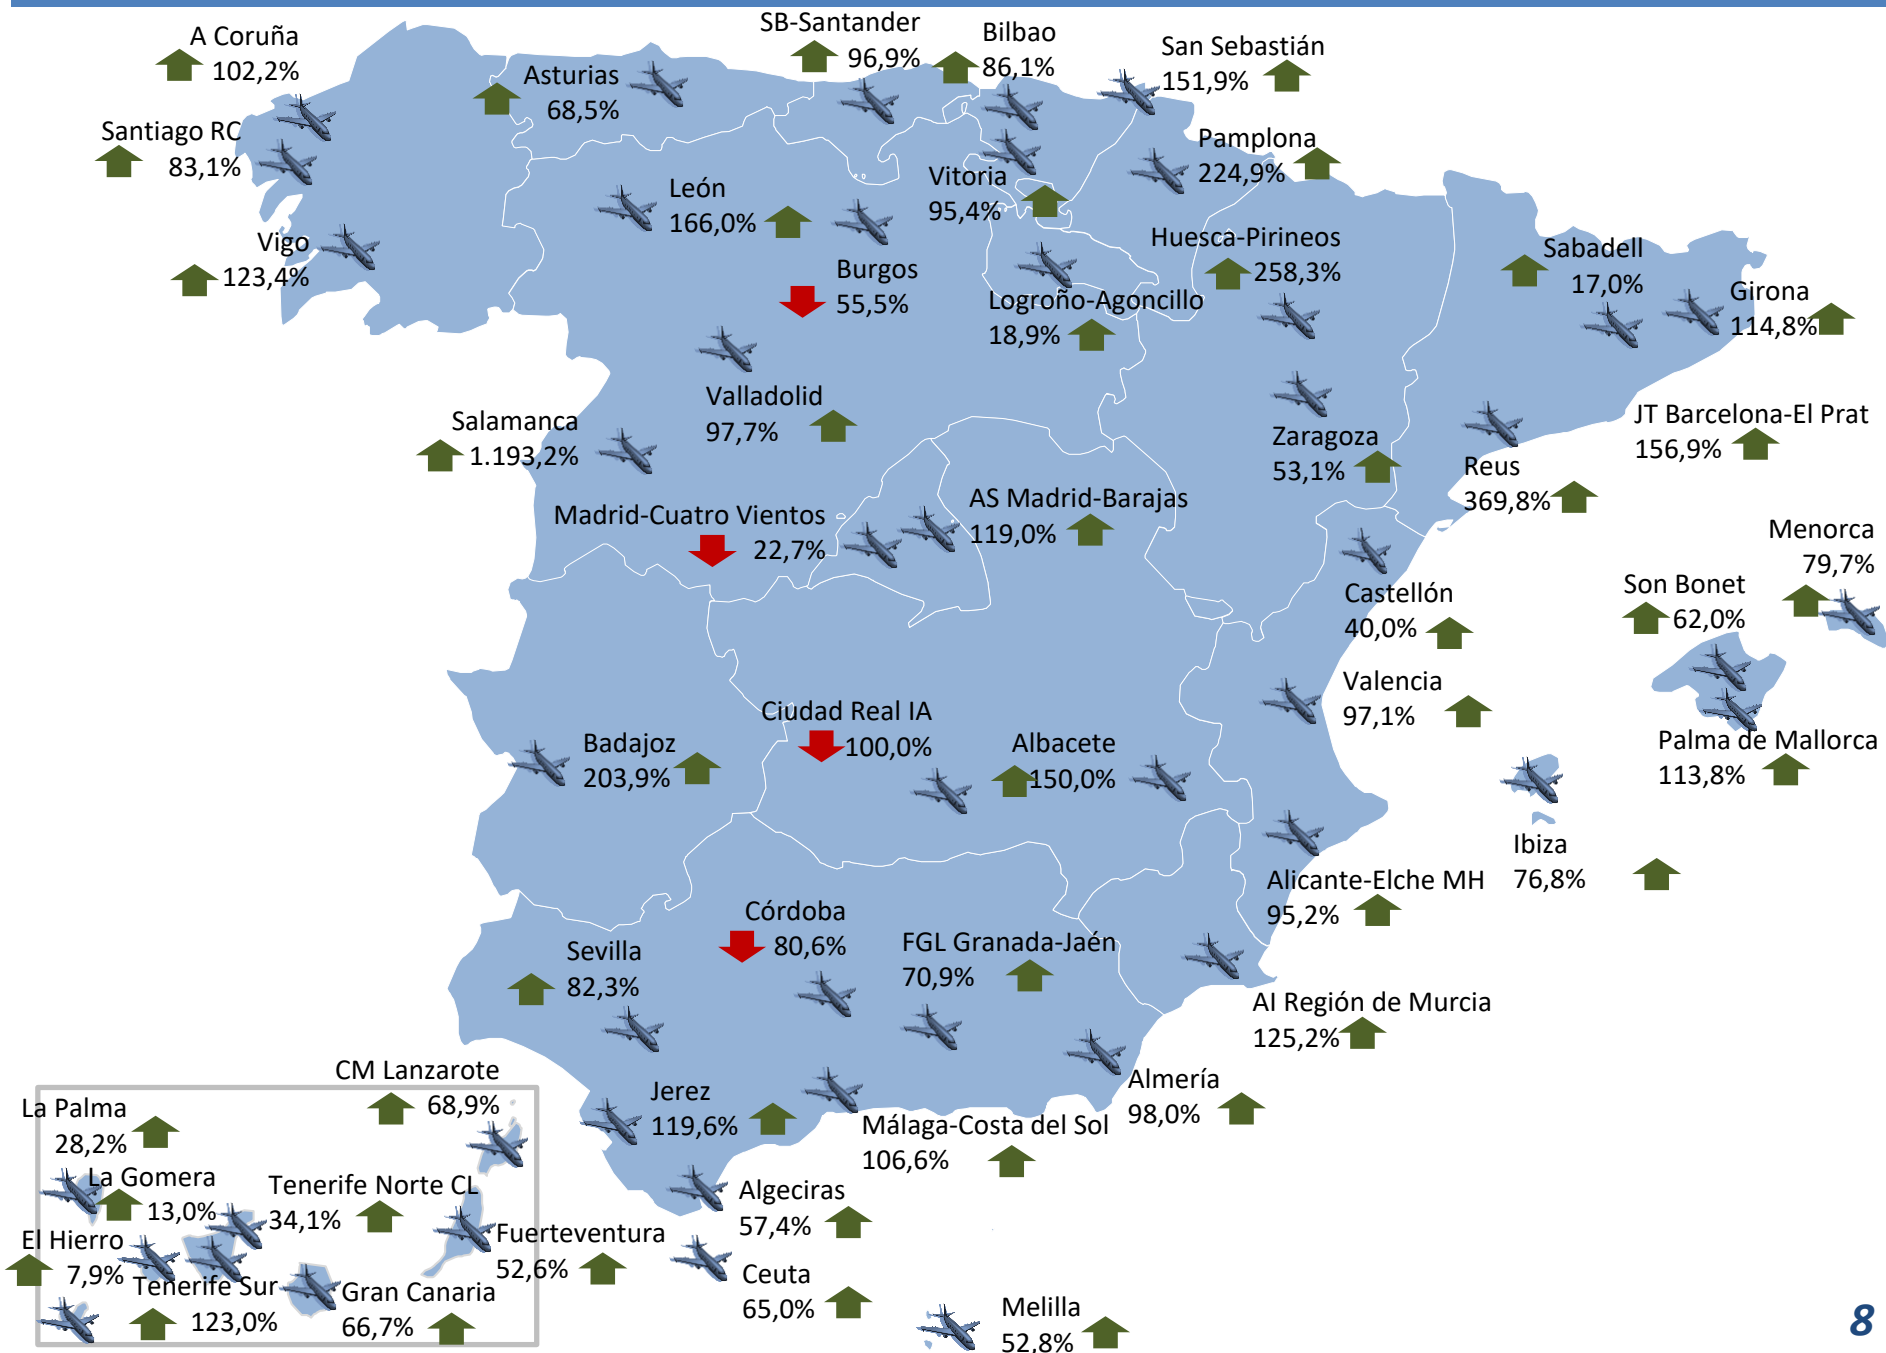 A Coruña
102,2%
SB-Santander
96,9%
Bilbao
86,1%
San Sebastián
151,9%
Asturias
68,5%
Santiago RC
83,1%
Pamplona
224,9%
León
166,0%
Vitoria
95,4%
Vigo
123,4%
Huesca-Pirineos
258,3%
Sabadell
17,0%
Burgos
55,5%
Logroño-Agoncillo
18,9%
Girona
114,8%
Valladolid
97,7%
Salamanca
1.193,2%
Zaragoza
53,1%
Reus
369,8%
JT Barcelona-El Prat
156,9%
Madrid-Cuatro Vientos
22,7%
AS Madrid-Barajas
119,0%
Menorca
79,7%
Castellón
40,0%
Son Bonet
62,0%
Valencia
97,1%
Ciudad Real IA
100,0%
Badajoz
203,9%
Albacete
150,0%
Palma de Mallorca
113,8%
Ibiza
76,8%
Alicante-Elche MH
95,2%
Córdoba
80,6%
Sevilla
82,3%
FGL Granada-Jaén
70,9%
AI Región de Murcia
125,2%
CM Lanzarote
68,9%
Jerez
119,6%
Almería
98,0%
Málaga-Costa del Sol
106,6%
La Palma
28,2%
La Gomera
13,0%
Tenerife Norte CL
34,1%
Algeciras
57,4%
El Hierro
7,9%
Fuerteventura
52,6%
Tenerife Sur
123,0%
Gran Canaria
66,7%
Ceuta
65,0%
Melilla
52,8%
8